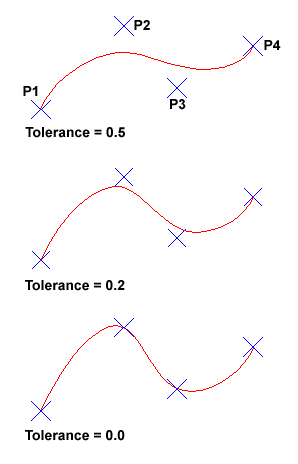 P2
P4
P1
P3
Tolerance = 0.5
Tolerance = 0.2
Tolerance = 0.0